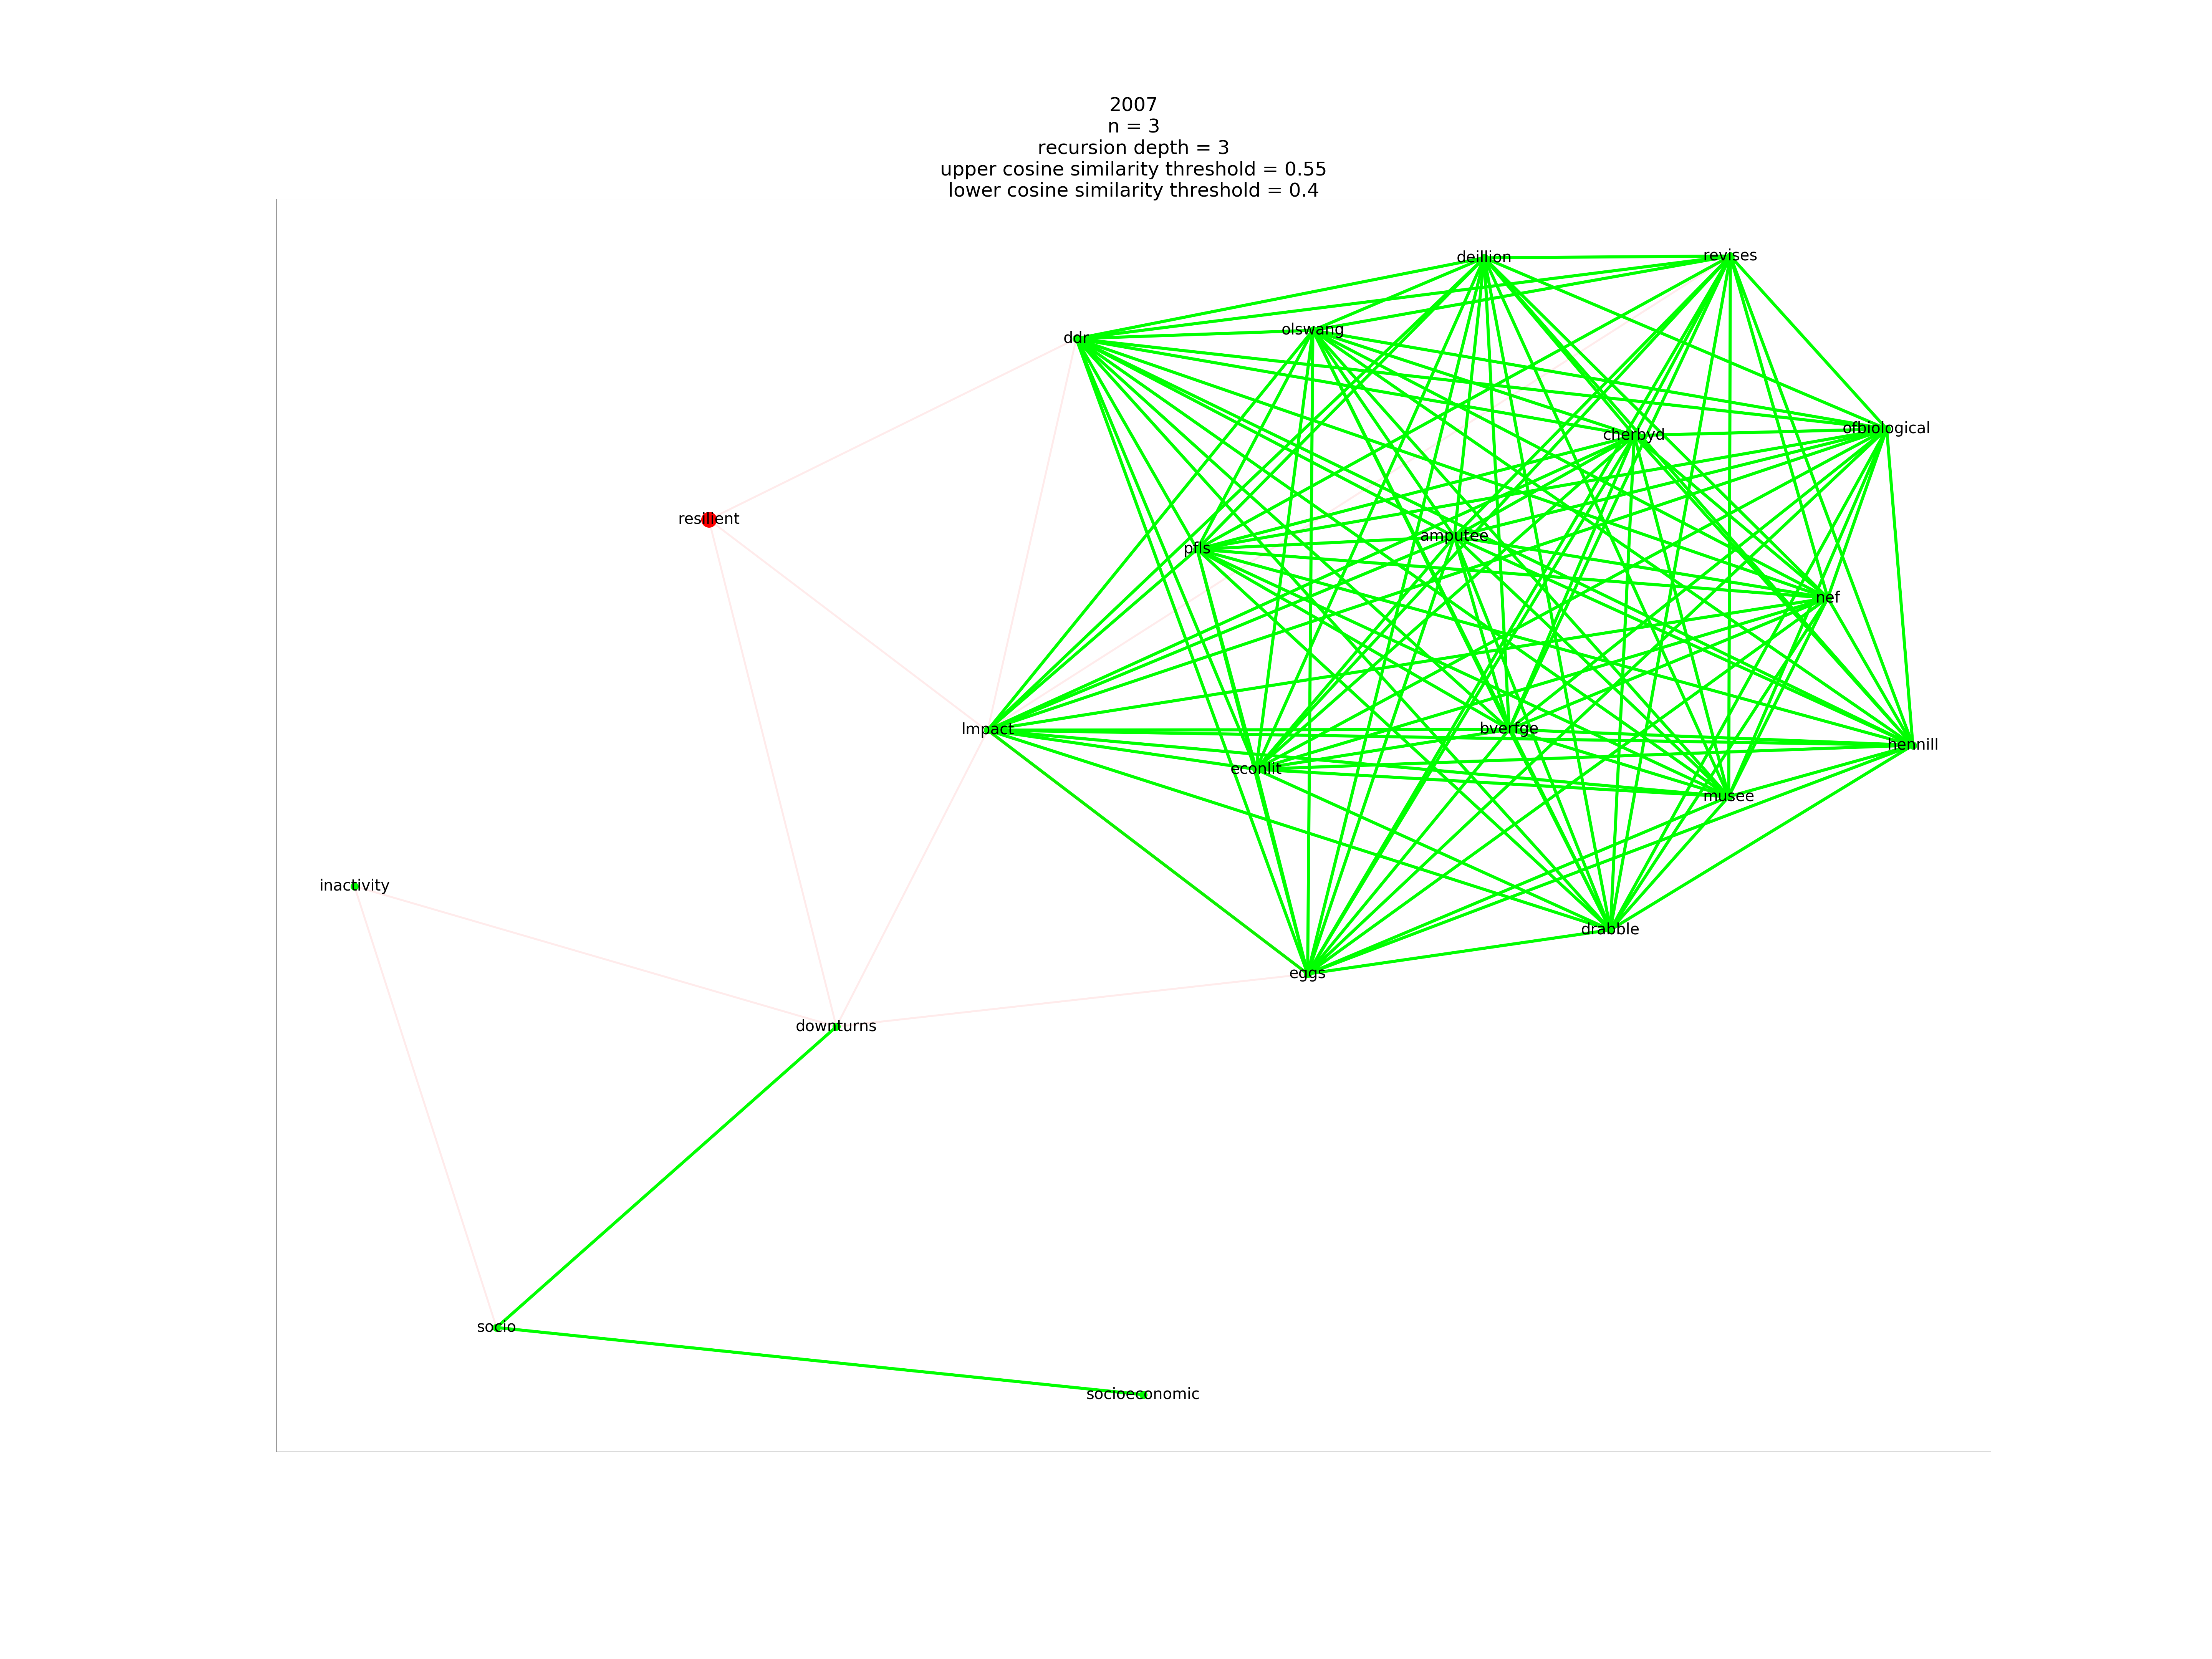 2007
n = 3
recursion depth = 3
upper cosine similarity threshold = 0.55
lower cosine similarity threshold = 0.4
deillion
revises
olswang
ddr
ofbiological
cherbyd
resilient
amputee
pfls
nef
lmpact
bverfge
hennill
econlit
musee
inactivity
drabble
eggs
downturns
socio
socioeconomic